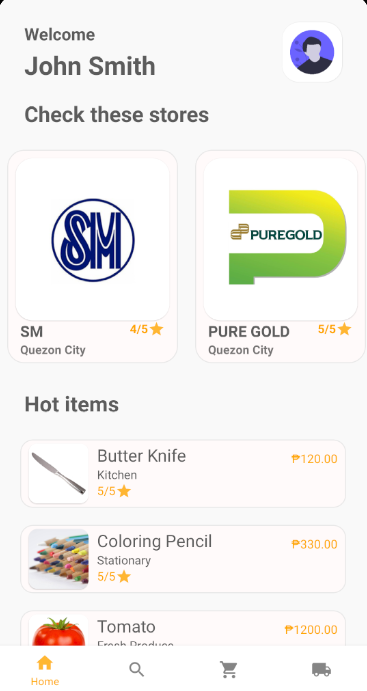 Welcome
John Smith
Check these stores
SM
PUREGOLD
SM
4/5
Quezon City
PURE GOLD
5/5
Quezon City
Hot items
Butter Knife
₱120.00
Kitchen
5/5
Coloring Pencil
₱330.00
Stationary
5/5
Tomato
₱1200.00
Fresh Produce
Home